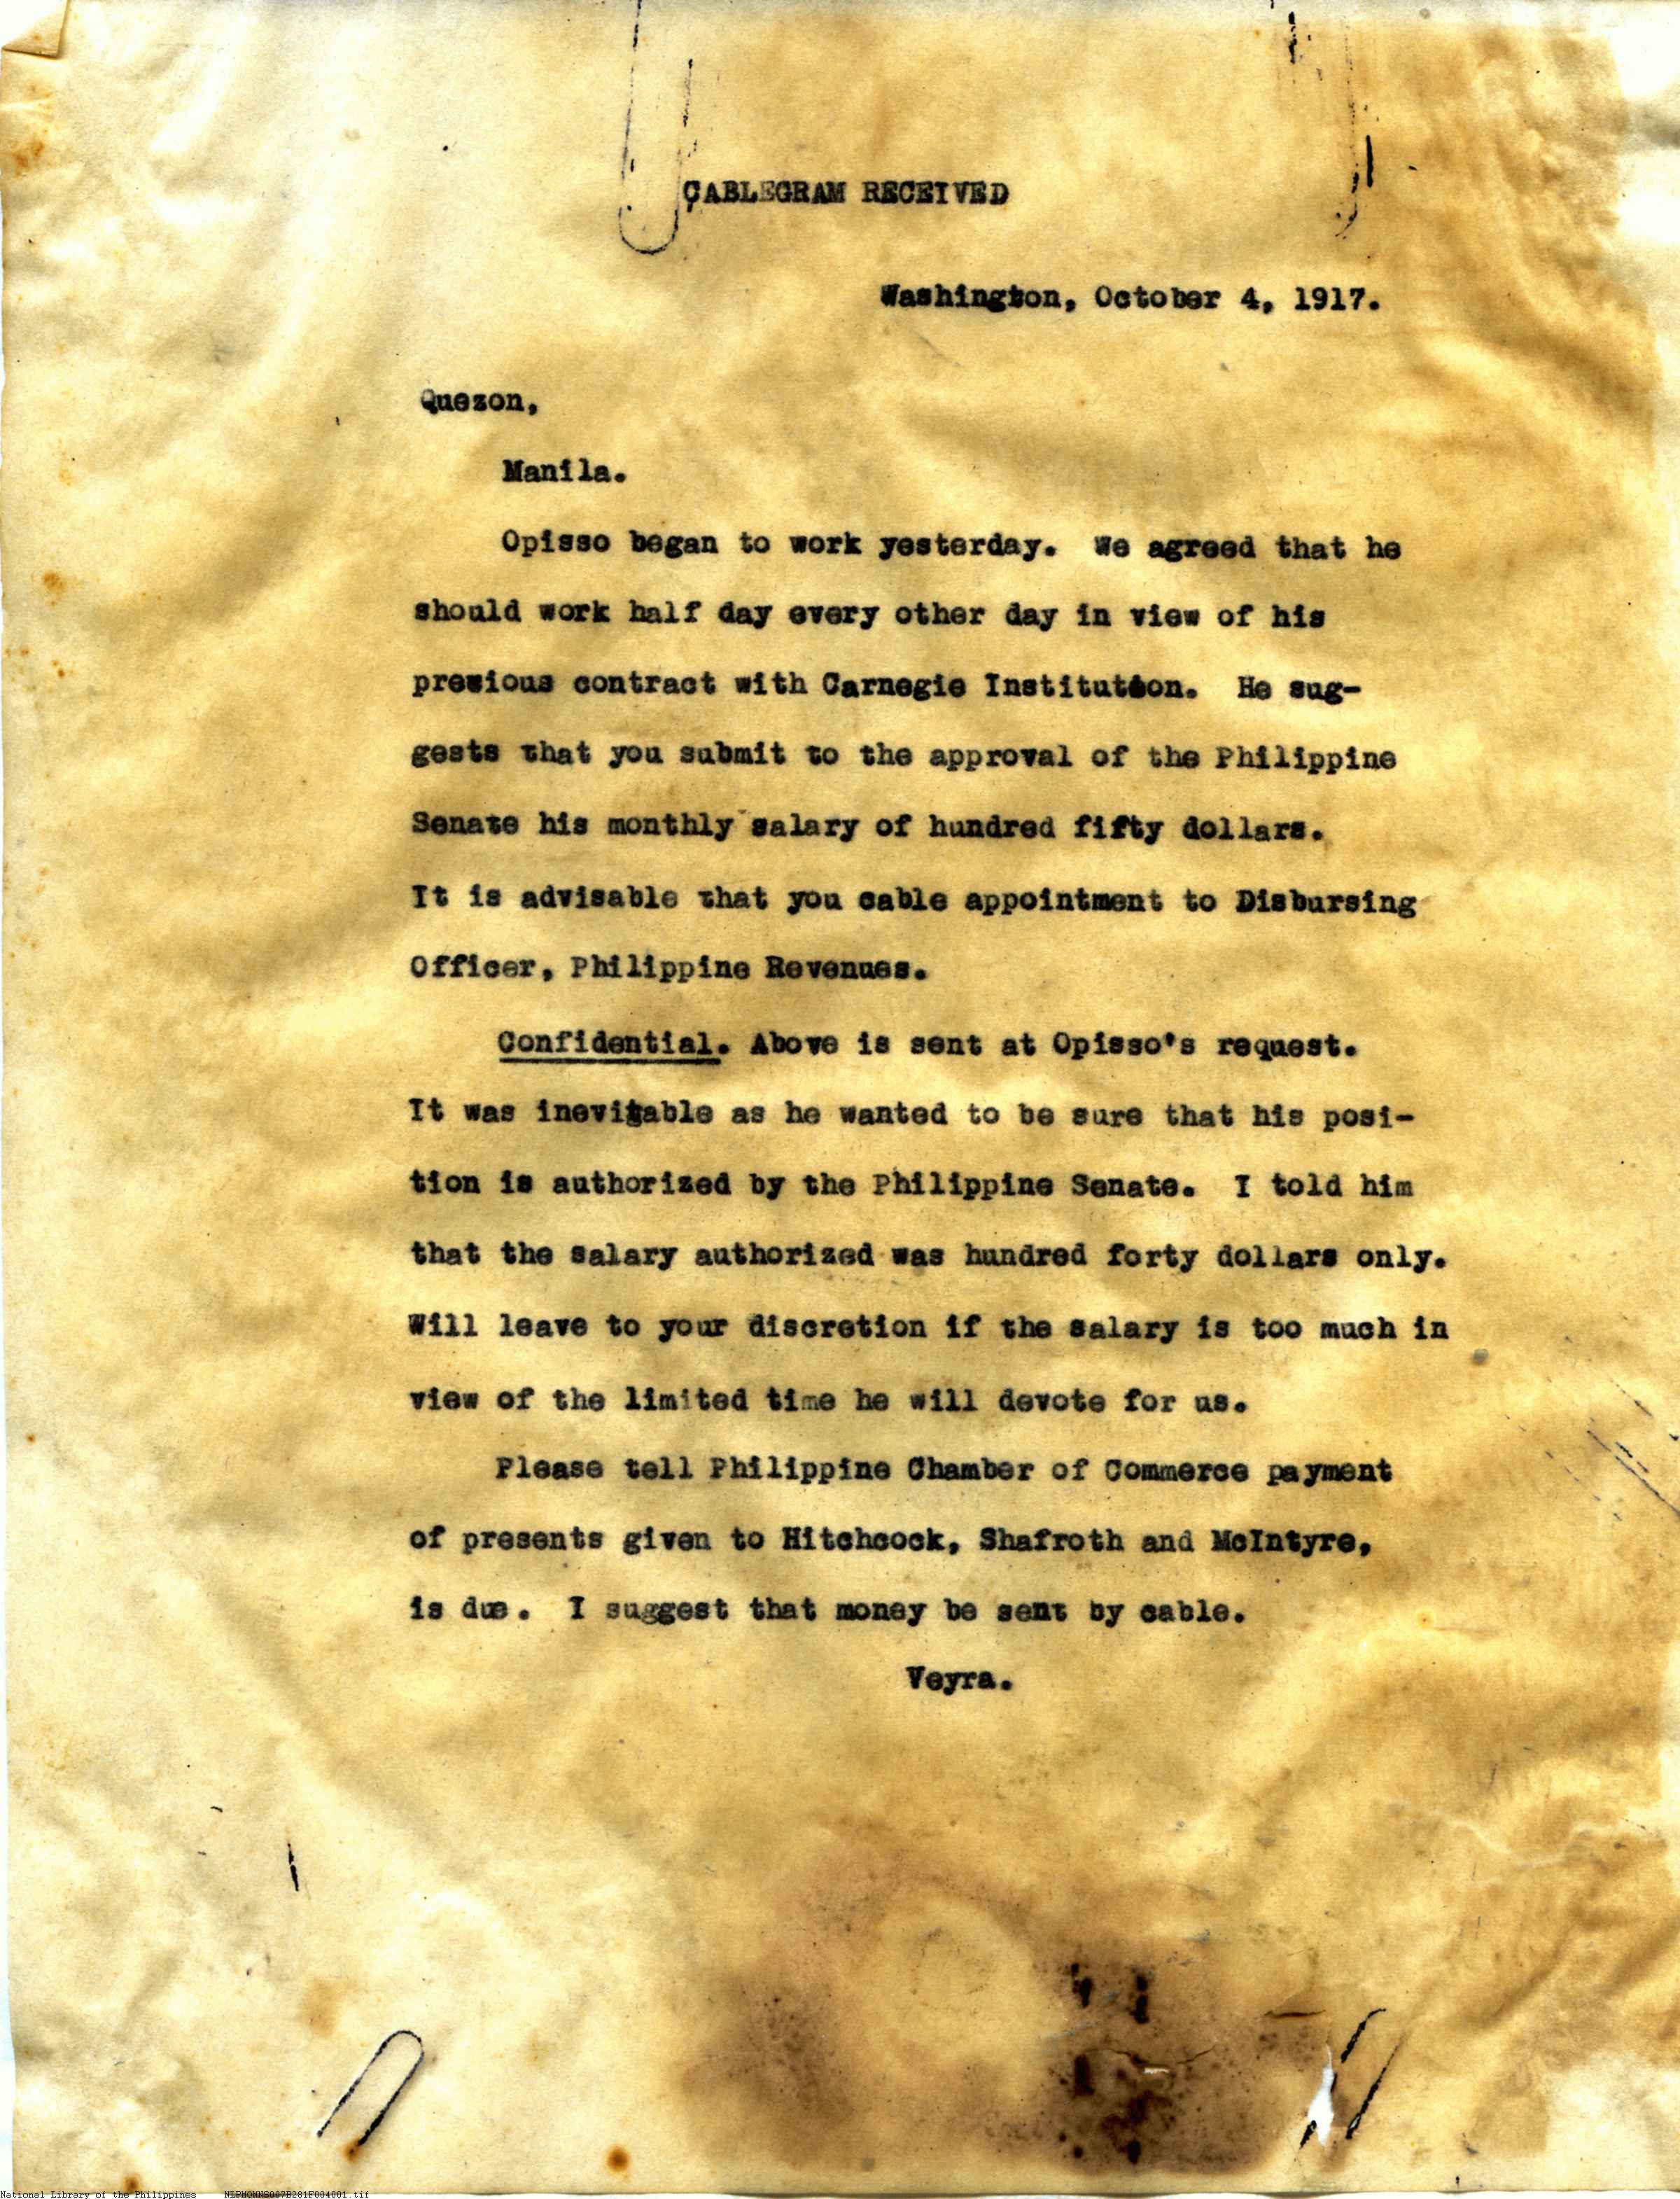 CABLEGRAM RECEIVED
Washington, October 4, 1917.
Quezon,
Manila.
Opisso began to work yesterday. We agreed that he
should work half day every other day in view of his
previous contract with Carnegie Institution. He sug-
gests that you submit to the approval of the Philippine
Senate his monthly salary of hundred fifty dollars.
It is advisable that you cable appointment to Disbursing
Officer, Philippine Revenues.
Confidential. Above is sent at Opisso's request.
It was inevitable as he wanted to be sure that his posi-
tion is authorized by the Philippine Senate. I told him
that the salary authorized was hundred forty dollars only.
Will leave to your discretion if the salary is too much in
view of the limited time he will devote for us.
Please tell Philippine Chamber of Commerce payment
of presents given to Hitchcock, Shafroth and McIntyre,
is due. I suggest that money be sent by cable.
Veyra.
National Library of the Philippines NLPMQMNS007B201F004001.tif